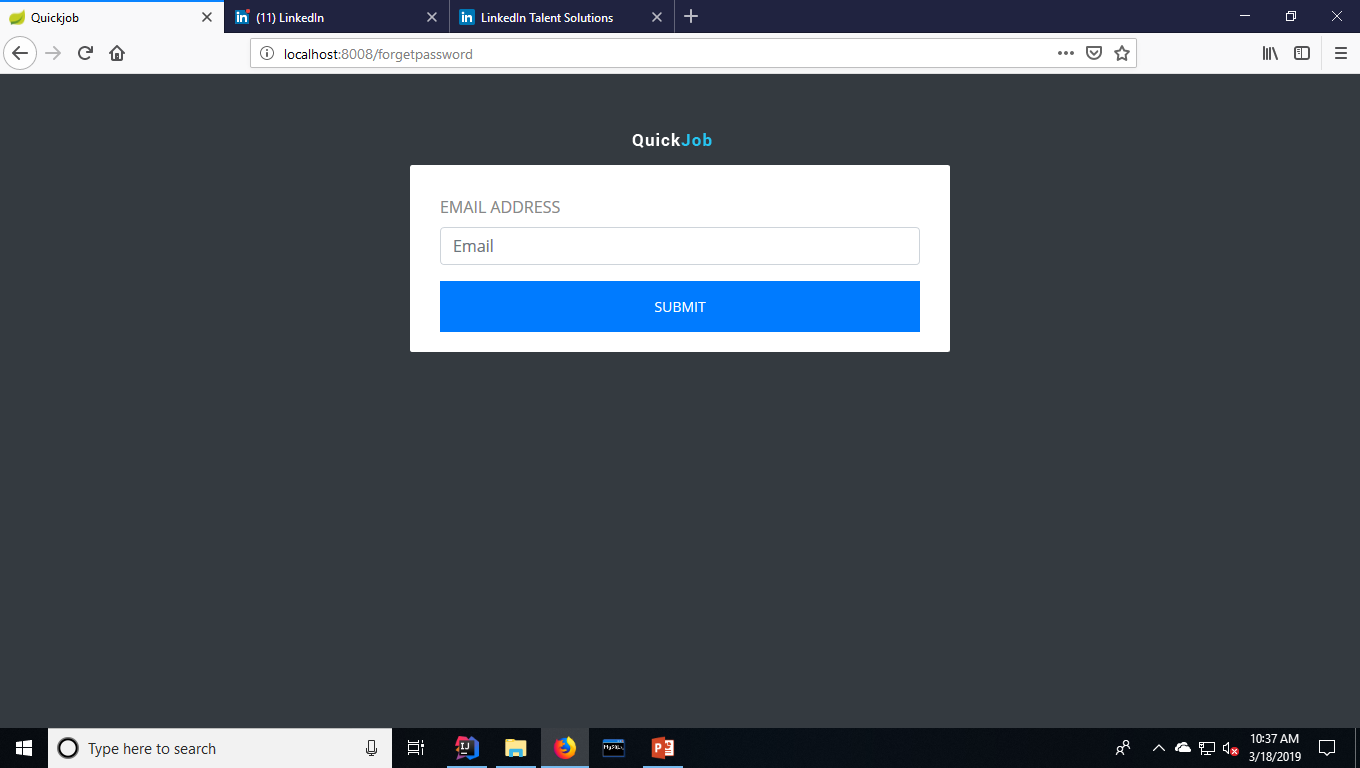 Quickjob
(11) LinkedIn
LinkedIn Talent Solutions
localhost:8008/forgetpassword
QuickJob
EMAIL ADDRESS
Email
SUBMIT
Type here to search
10:37 AM
3/18/2019